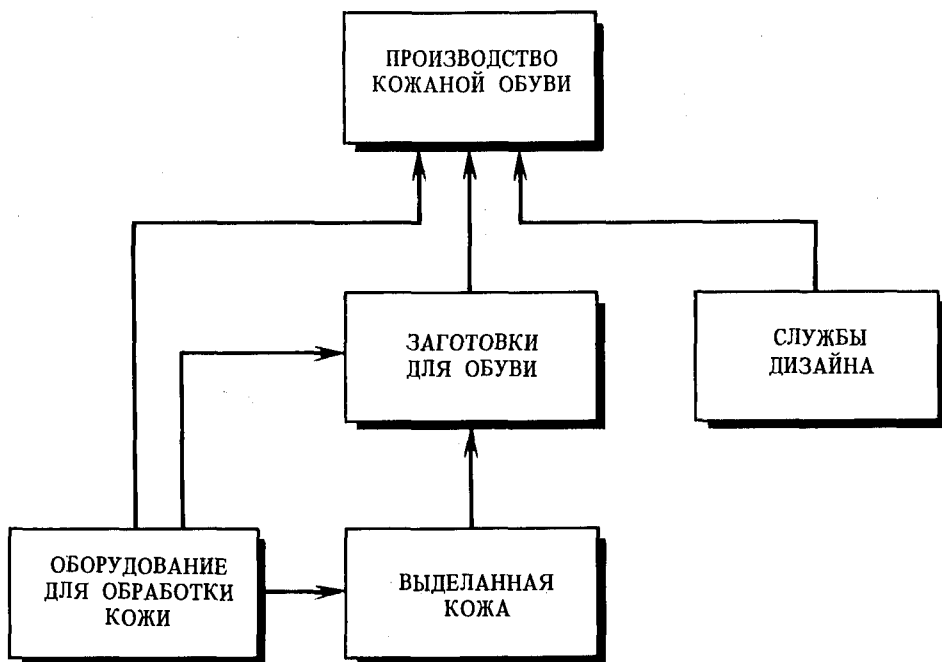 ПРОИЗВОДСТВО
КОЖАНОЙ ОБУВИ
ЗАГОТОВКИ
ДЛЯ ОБУВИ
СЛУЖБЫ
ДИЗАЙНА
ОБОРУДОВАНИЕ
ДЛЯ ОБРАБОТКИ
КОЖИ
ВЫДЕЛАННАЯ
КОЖА